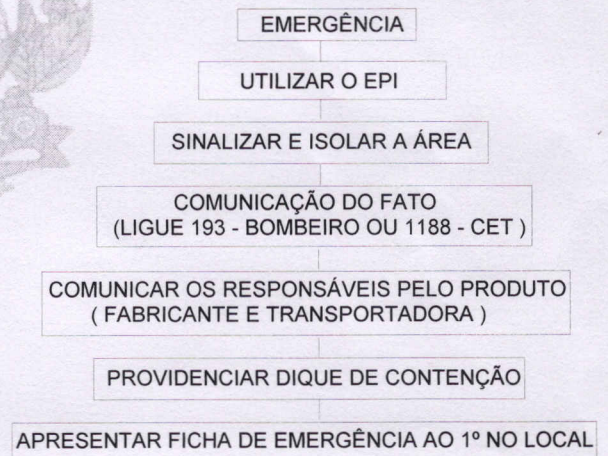 EMERGÊNCIA
UTILIZAR O EPI
SINALIZAR E ISOLAR A ÁREA
COMUNICAÇÃO DO FATO
(LIGUE 193 - BOMBEIRO OU 1188 - CET )
COMUNICAR OS RESPONSÁVEIS PELO PRODUTO
( FABRICANTE E TRANSPORTADORA )
PROVIDENCIAR DIQUE DE CONTENÇÃO
APRESENTAR FICHA DE EMERGÊNCIA AO 1º NO LOCAL